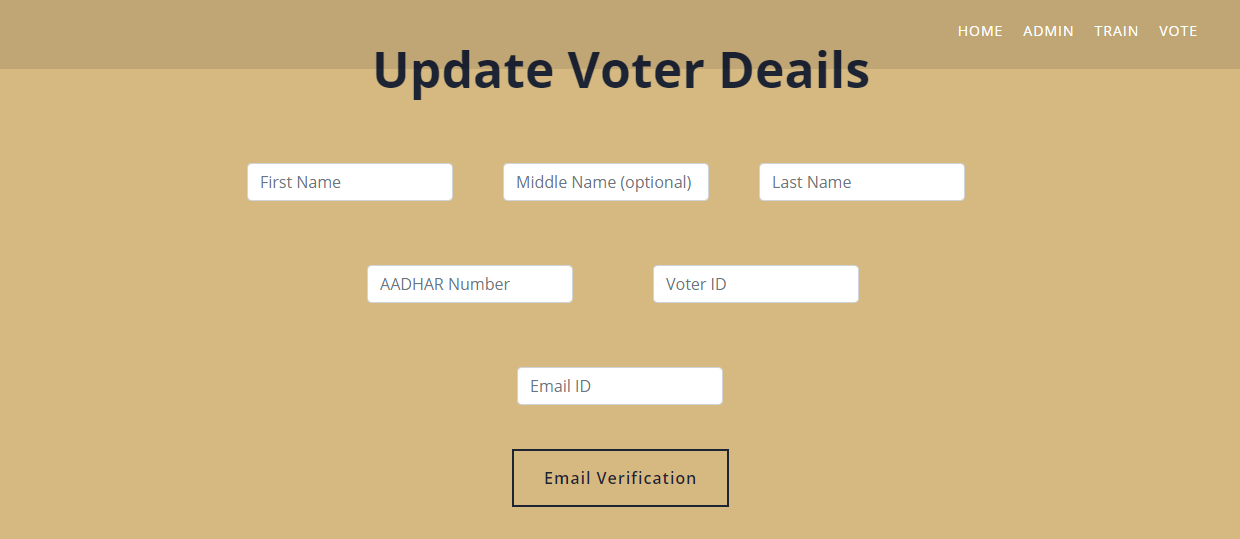 HOME ADMIN TRAIN VOTE
Update Voter Deails
First Name Middle Name (optional) Last Name
AADHAR Number Voter ID
Email ID
Email Verification